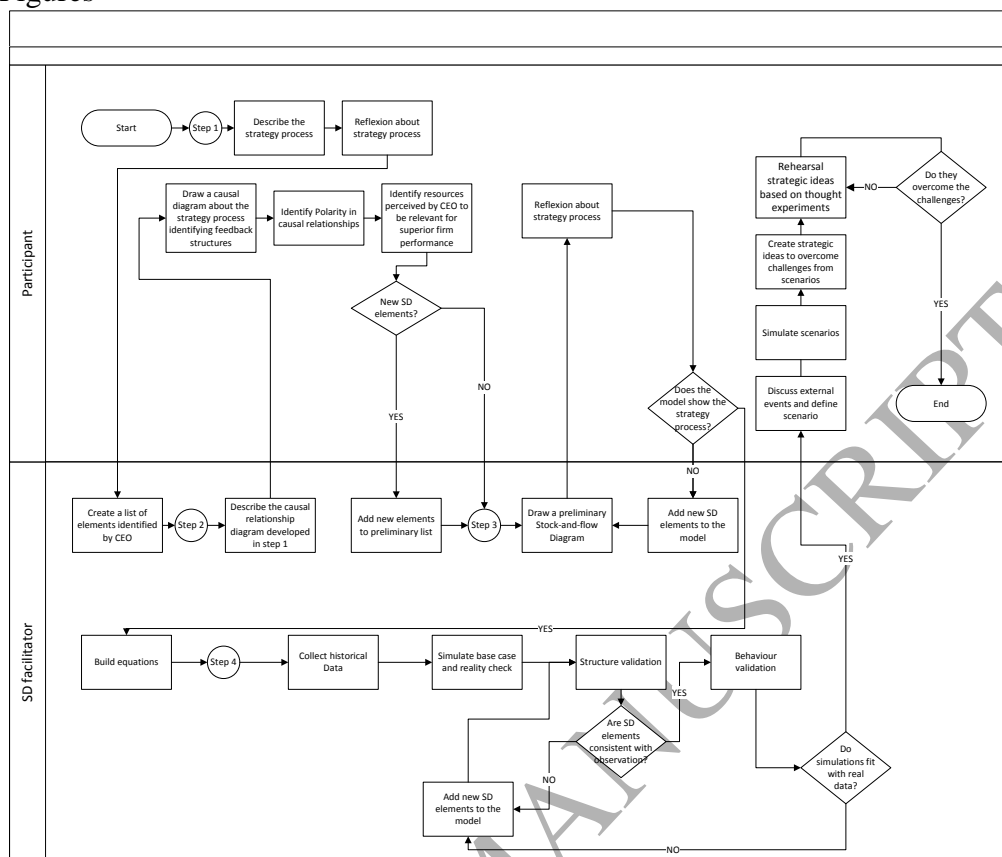 Figures
Participant
Start
Step 1
Describe the
strategy process
Reflexion about
strategy process
Draw a causal
diagram about the
strategy process
identifying feedback
structures
Identify Polarity in
causal relationships
Identify resources
perceived by CEO to
be relevant for
superior firm
performance
New SD
elements?
YES
NO
Reflexion about
strategy process
Does the
model show the
strategy
process?
NO
Rehearsal
strategic ideas
based on thought
experiments
NO
Do they
overcome the
challenges?
YES
Create strategic
ideas to overcome
challenges from
scenarios
Simulate scenarios
Discuss external
events and define
scenario
End
SD facilitator
Create a list of
elements identified
by CEO
Step 2
Describe the causal
relationship
diagram developed
in step 1
Add new elements
to preliminary list
Step 3
Draw a preliminary
Stock-and-flow
Diagram
Add new SD
elements to the
model
YES
YES
Build equations
Step 4
Collect historical
Data
Simulate base case
and reality check
Structure validation
YES
Behaviour
validation
Are SD
elements
consistent with
observation?
NO
Do
simulations fit
with real
data?
Add new SD
elements to the
model
NO
MANUSCRIPT